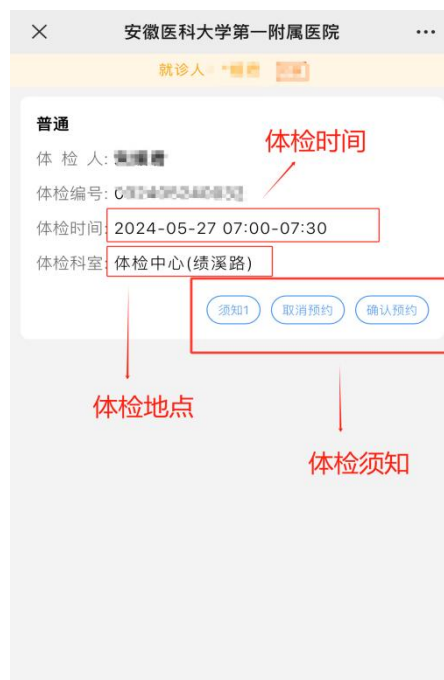 安徽医科大学第一附属医院
就诊人
普通
体检时间
体 检 人:
体检编号:
体检时间: 2024-05-27 07:00-07:30
体检科室: 体检中心(绩溪路)
须知1 取消预约 确认预约
体检地点
体检须知